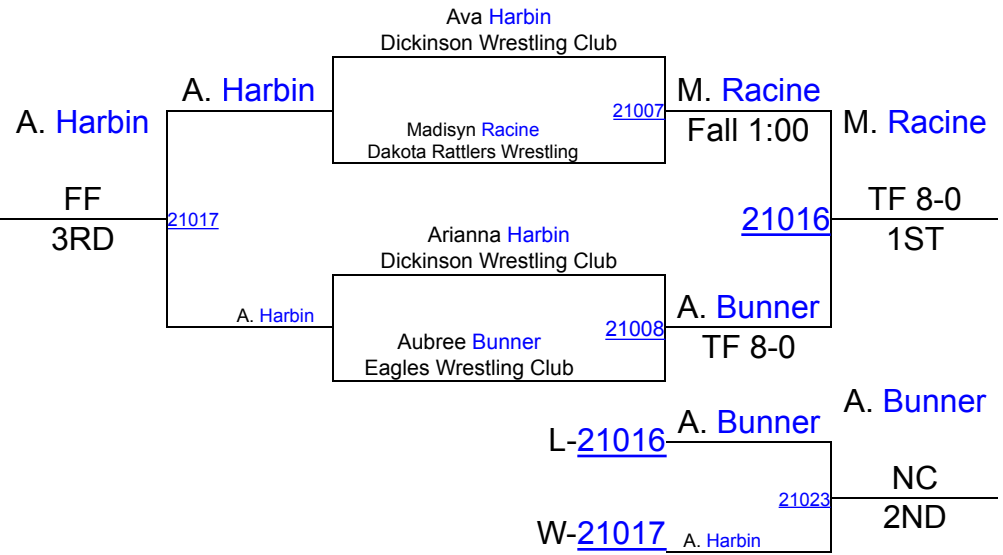 Ava Harbin
Dickinson Wrestling Club
A. Harbin
M. Racine
A. Harbin
21007
M. Racine
Madisyn Racine
Dakota Rattlers Wrestling
Fall 1:00
FF
21017
21016
TF 8-0
3RD
1ST
Arianna Harbin
Dickinson Wrestling Club
A. Harbin
A. Bunner
21008
Aubree Bunner
Eagles Wrestling Club
TF 8-0
A. Bunner
A. Bunner
L-21016
NC
21023
2ND
W-21017
A. Harbin